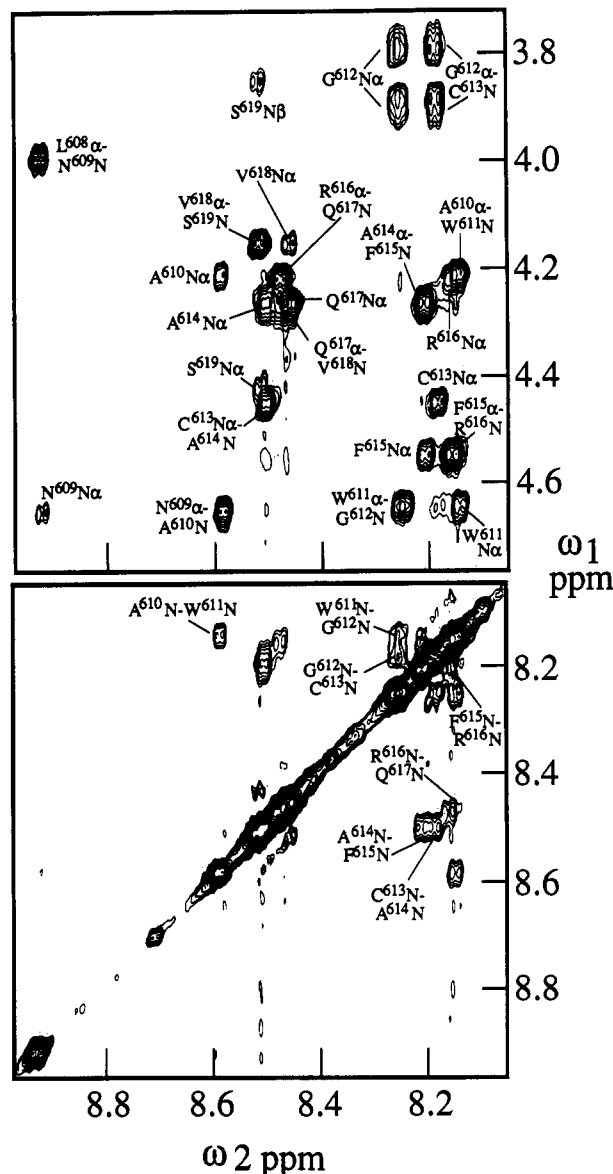 3.8
G⁶¹²Nα
G⁶¹²α-
C⁶¹³N
S⁶¹⁹Nβ
L⁶⁰⁸α-
N⁶⁰⁹N
4.0
V⁶¹⁸Nα
R⁶¹⁶α-
Q⁶¹⁷N
V⁶¹⁸α-
S⁶¹⁹N
A⁶¹⁴α-
F⁶¹⁵N
A⁶¹⁰α-
W⁶¹¹N
4.2
A⁶¹⁰Nα
A⁶¹⁴Nα
Q⁶¹⁷Nα
R⁶¹⁶Nα
Q⁶¹⁷α-
V⁶¹⁸N
S⁶¹⁹Nα
C⁶¹³Nα
4.4
C⁶¹³Nα-
A⁶¹⁴N
F⁶¹⁵α-
R⁶¹⁶N
F⁶¹⁵Nα
N⁶⁰⁹Nα
N⁶⁰⁹α-
A⁶¹⁰N
W⁶¹¹α-
G⁶¹²N
W⁶¹¹
Nα
4.6
ω1
ppm
A⁶¹⁰N-W⁶¹¹N
W⁶¹¹N-
G⁶¹²N
8.2
G⁶¹²N-
C⁶¹³N
F⁶¹⁵N-
R⁶¹⁶N
R⁶¹⁶N-
Q⁶¹⁷N
8.4
A⁶¹⁴N-
F⁶¹⁵N
C⁶¹³N-
A⁶¹⁴N
8.6
8.8
8.8 8.6 8.4 8.2
ω2 ppm